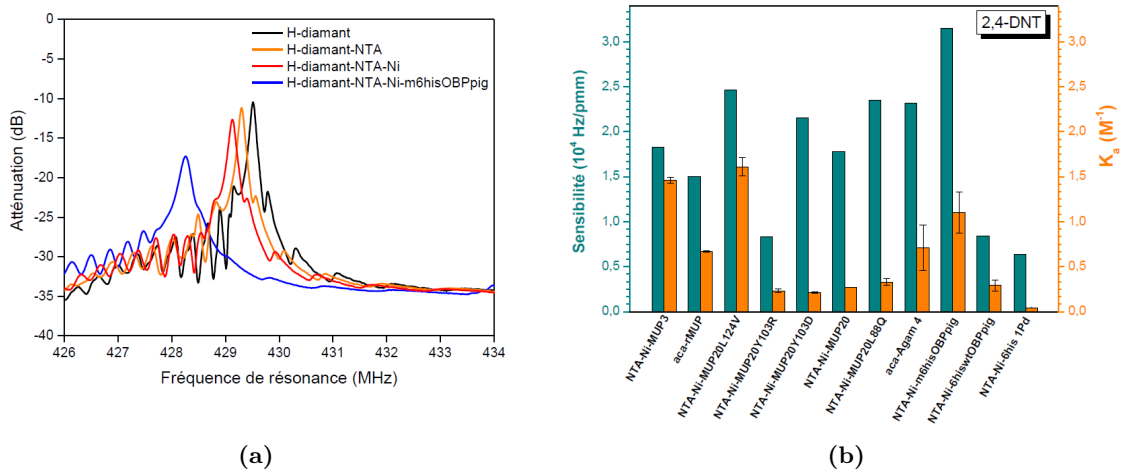 0
-5
-10
-15
-20
-25
-30
-35
-40
Atténuation (dB)
H-diamant
H-diamant-NTA
H-diamant-NTA-Ni
H-diamant-NTA-Ni-m6hisOBPpig
426 427 428 429 430 431 432 433 434
Fréquence de résonance (MHz)
(a)
2,4-DNT
3,0
2,5
2,0
1,5
1,0
0,5
0,0
Sensibilité (10⁴ Hz/pmm)
3,0
2,5
2,0
1,5
1,0
0,5
0,0
Kₐ (M⁻¹)
NTA-Ni-MUP3
aca-rMUP
NTA-Ni-MUP20L124V
NTA-Ni-MUP20Y103R
NTA-Ni-MUP20Y103D
NTA-Ni-MUP20
NTA-Ni-MUP20L88Q
aca-Agam 4
NTA-Ni-m6hisOBPpig
NTA-Ni-6hiswtOBPpig
NTA-Ni-6his 1Pd
(b)